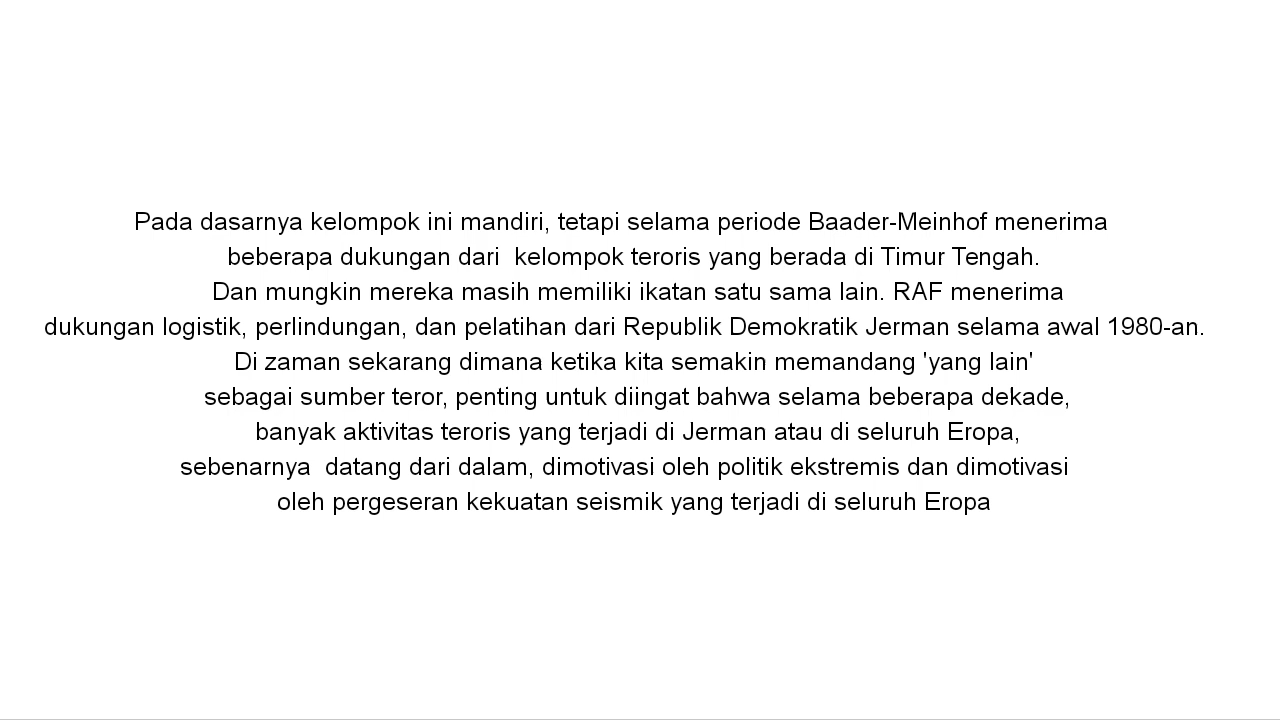 Pada dasarnya kelompok ini mandiri, tetapi selama periode Baader-Meinhof menerima
beberapa dukungan dari  kelompok teroris yang berada di Timur Tengah.
Dan mungkin mereka masih memiliki ikatan satu sama lain. RAF menerima
dukungan logistik, perlindungan, dan pelatihan dari Republik Demokratik Jerman selama awal 1980-an.
Di zaman sekarang dimana ketika kita semakin memandang 'yang lain'
sebagai sumber teror, penting untuk diingat bahwa selama beberapa dekade,
banyak aktivitas teroris yang terjadi di Jerman atau di seluruh Eropa,
sebenarnya  datang dari dalam, dimotivasi oleh politik ekstremis dan dimotivasi
oleh pergeseran kekuatan seismik yang terjadi di seluruh Eropa